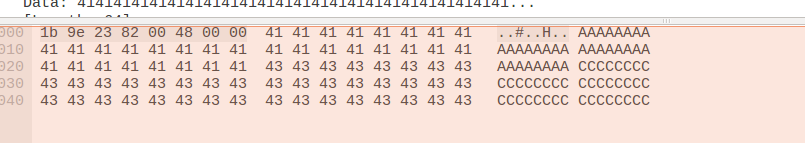 Data: 414141414141414141414141414141414141414141414141...
000 1b 9e 23 82 00 48 00 00 41 41 41 41 41 41 41 41 ..#..H.. AAAAAAAA
010 41 41 41 41 41 41 41 41 41 41 41 41 41 41 41 41 AAAAAAAA AAAAAAAA
020 41 41 41 41 41 41 41 41 43 43 43 43 43 43 43 43 AAAAAAAA CCCCCCCC
030 43 43 43 43 43 43 43 43 43 43 43 43 43 43 43 43 CCCCCCCC CCCCCCCC
040 43 43 43 43 43 43 43 43 43 43 43 43 43 43 43 43 CCCCCCCC CCCCCCCC